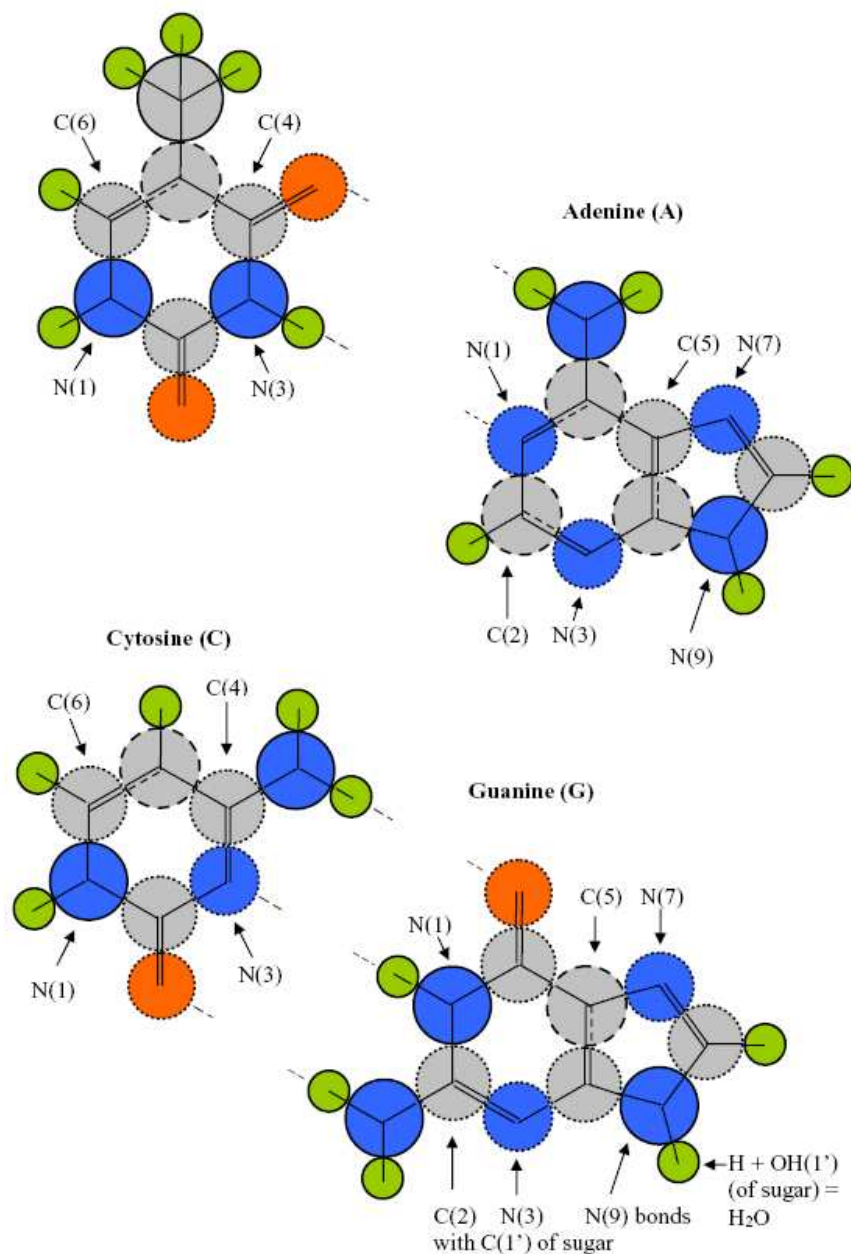 C(6)
C(4)
N(1)
N(3)
Adenine (A)
N(1)
C(5)
N(7)
C(2)
N(3)
N(9)
Cytosine (C)
C(6)
C(4)
N(1)
N(3)
Guanine (G)
N(1)
C(5)
N(7)
C(2) N(3) N(9) bonds
with C(1’) of sugar
H + OH(1’)
(of sugar) =
H₂O